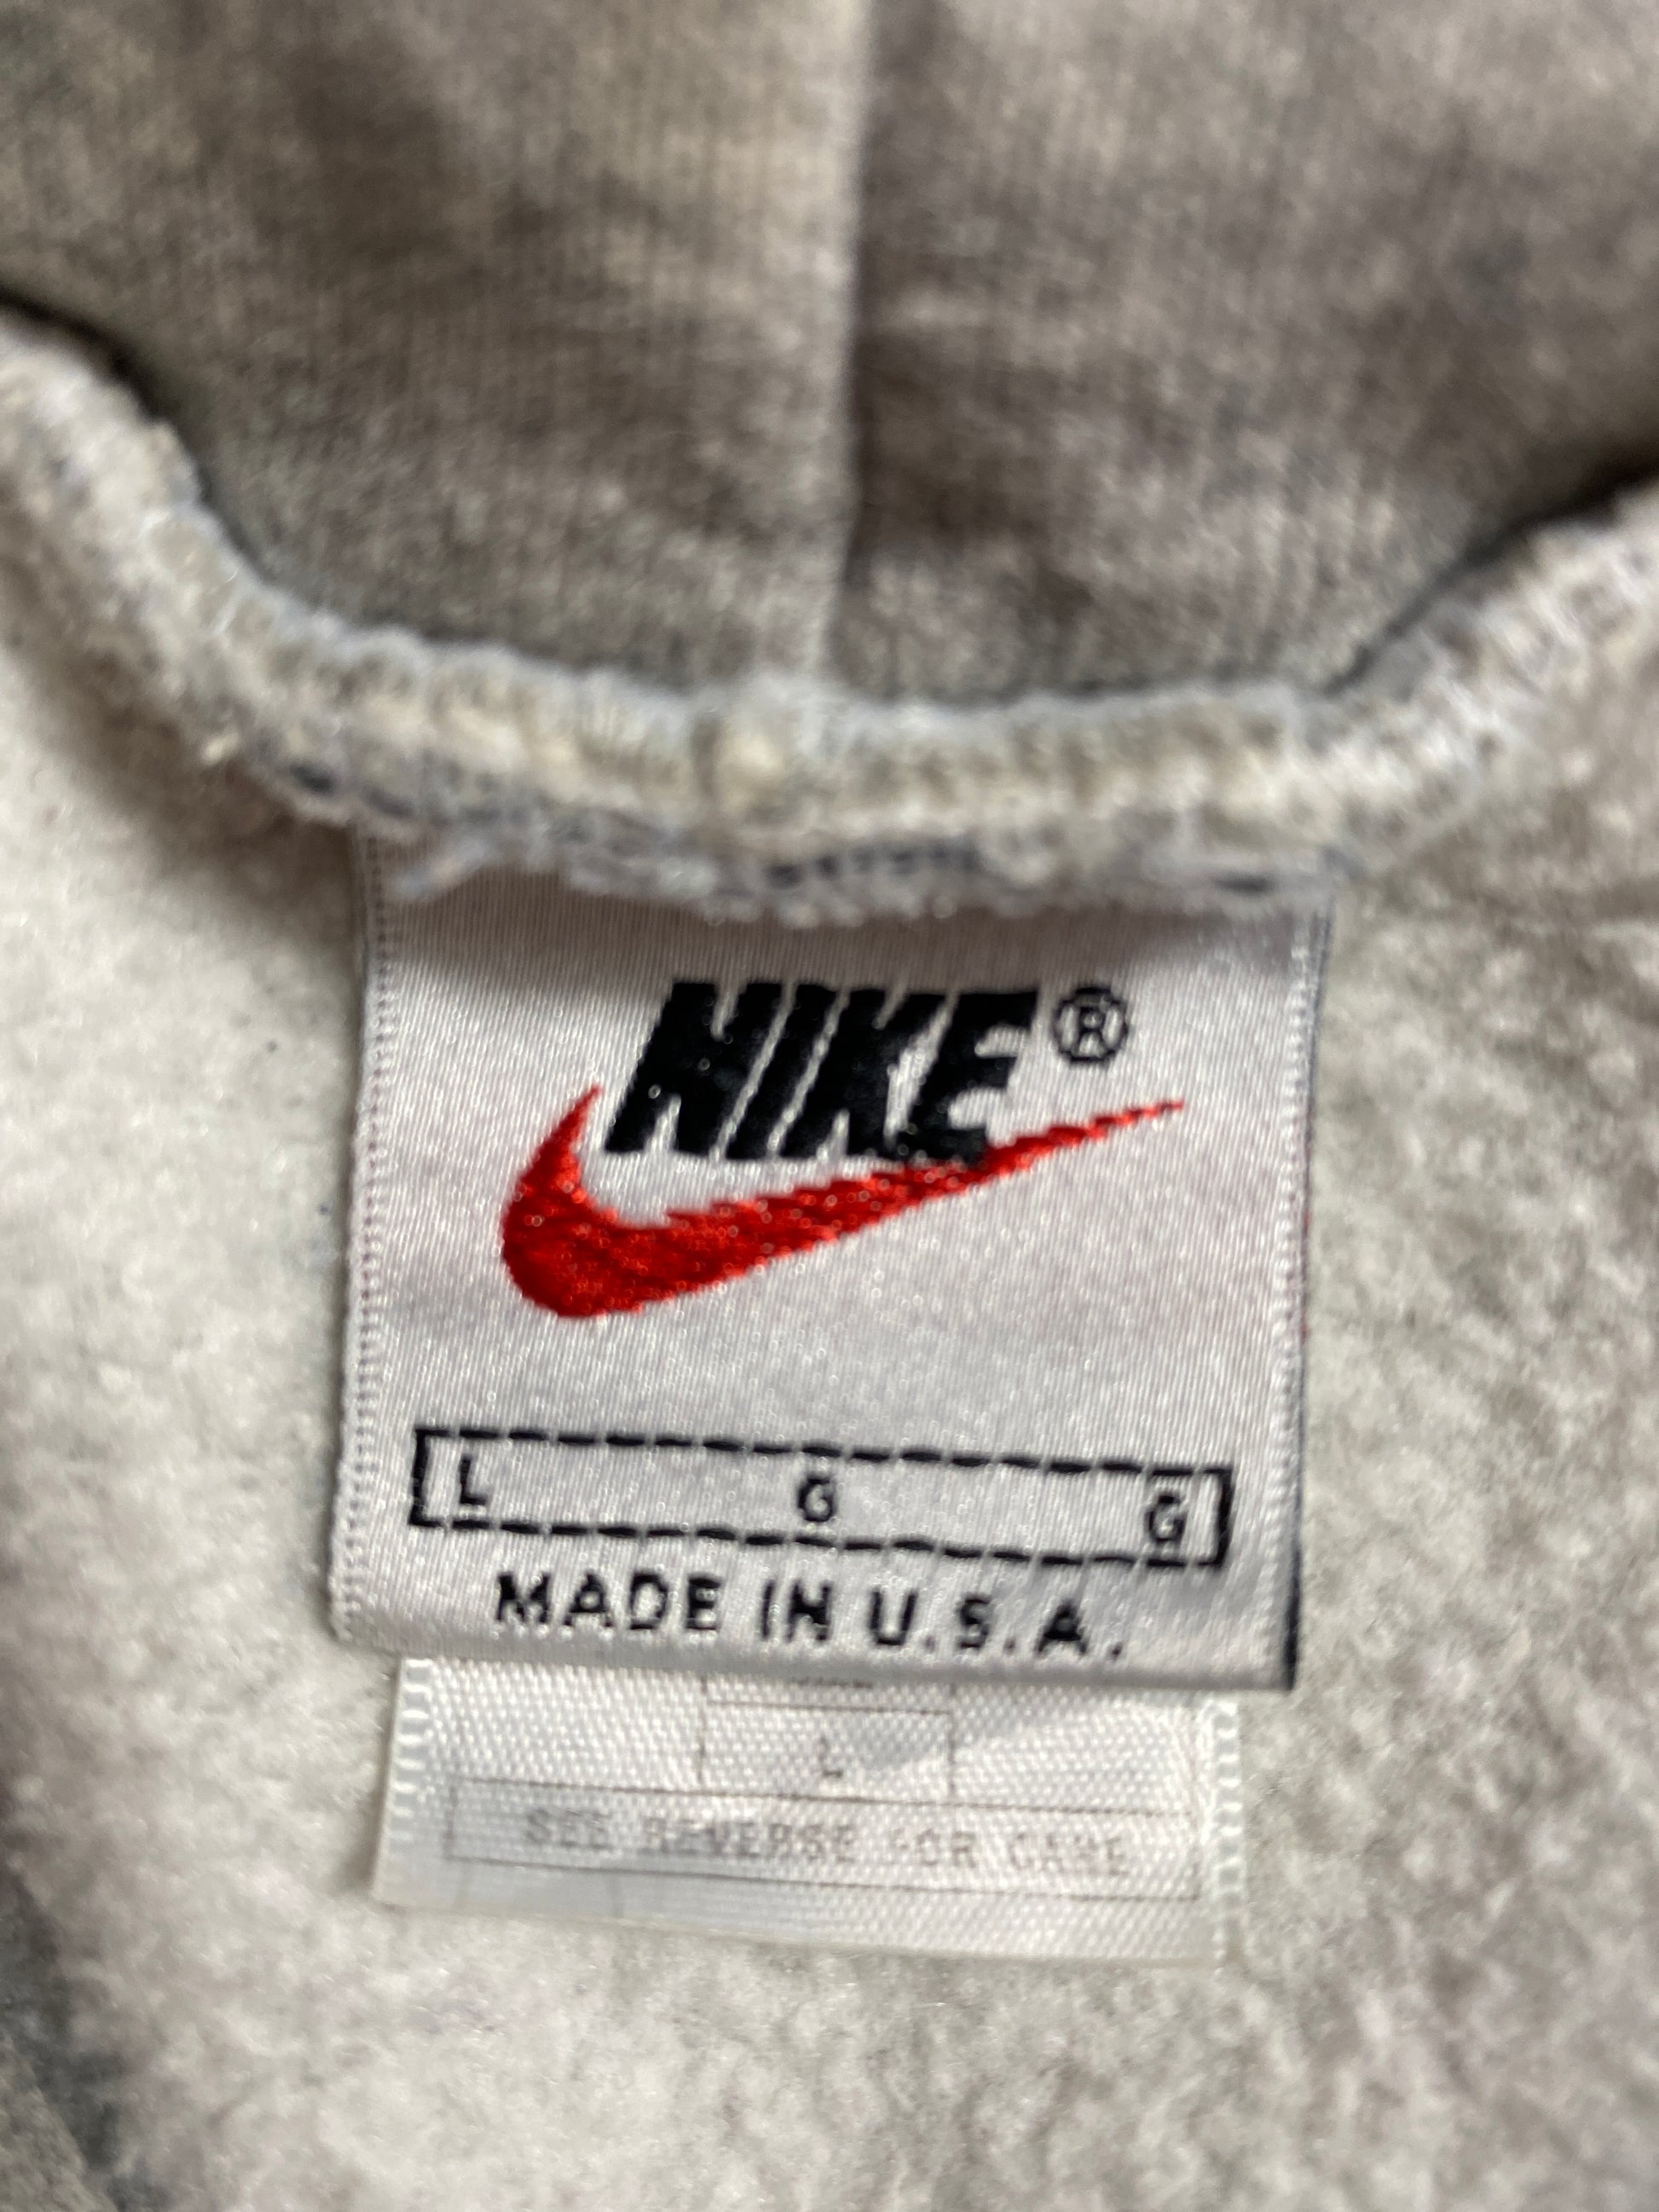 NIKE®
L G G
MADE IN U.S.A.
L
SEE REVERSE FOR CARE